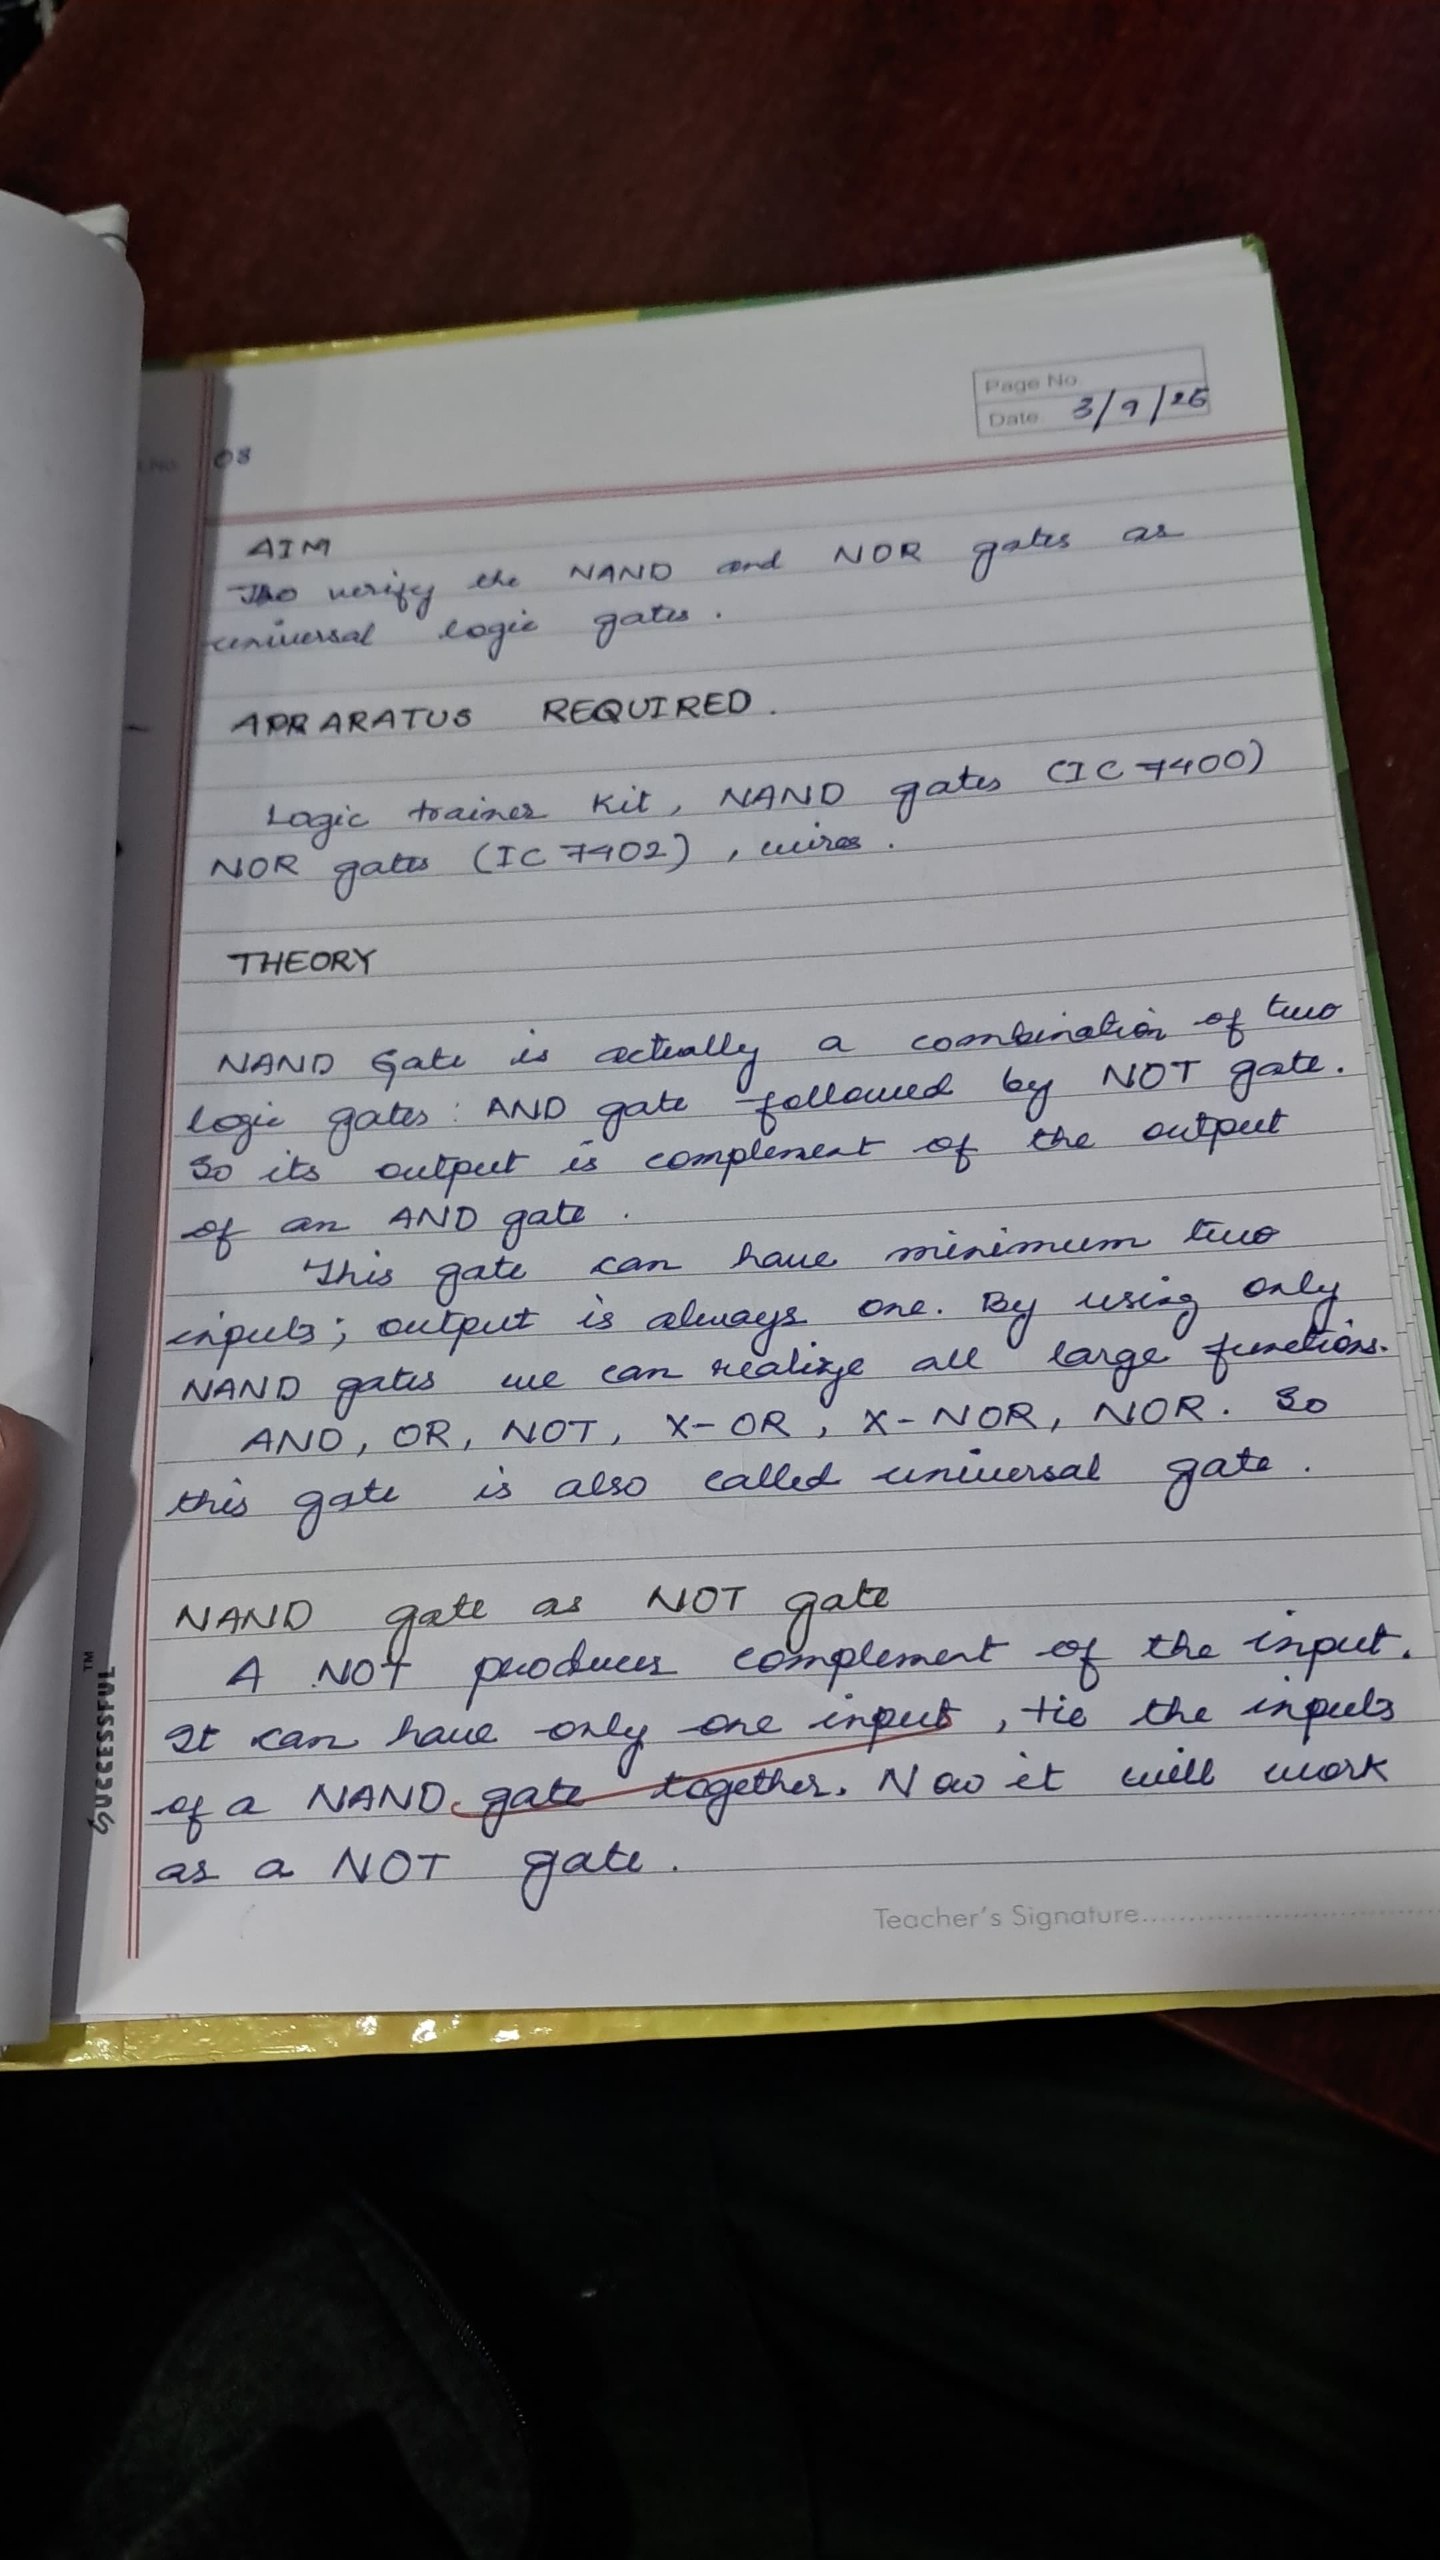 Page No.
Date 3/9/25
No. 08
AIM
To verify the NAND and NOR gates as
universal logic gates.
APPARATUS REQUIRED.
Logic trainer Kit, NAND gates (IC 7400)
NOR gates (IC 7402), wires.
THEORY
NAND Gate is actually a combination of two
logic gates: AND gate followed by NOT gate.
So its output is complement of the output
of an AND gate.
This gate can have minimum two
inputs; output is always one. By using only
NAND gates we can realize all large functions.
AND, OR, NOT, X-OR, X-NOR, NOR. So
this gate is also called universal gate.
NAND gate as NOT gate
A NOT produces complement of the input.
It can have only one input, tie the inputs
of a NAND gate together. Now it will work
as a NOT gate.
Teacher's Signature
SUCCESSFUL™